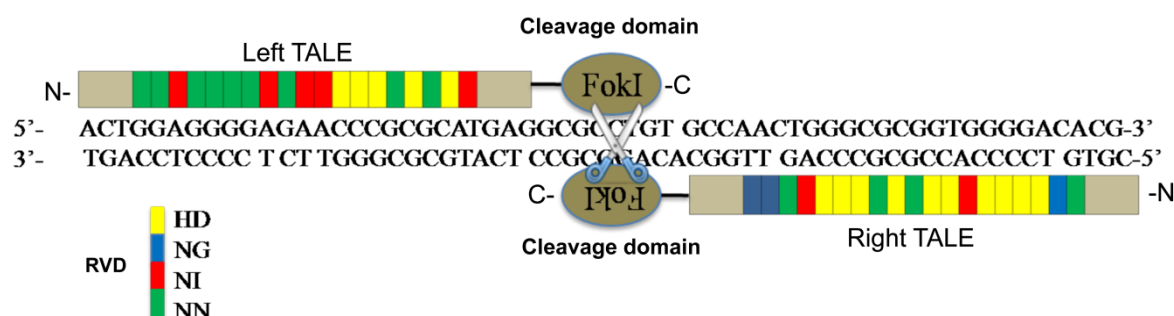 Cleavage domain
Left TALE
N-
FokI
-C
5’- ACTGGAGGGGAGAACCCGCGCATGAGGCGCCTGT GCCAACTGGGCGCGGTGGGGACACG-3’
3’- TGACCTCCCC T CT TGGGCGCGTACT CCGCGGACACGGTT GACCCGCGCCACCCCT GTGC-5’
C-
FokI
-N
Cleavage domain
Right TALE
RVD
HD
NG
NI
NN